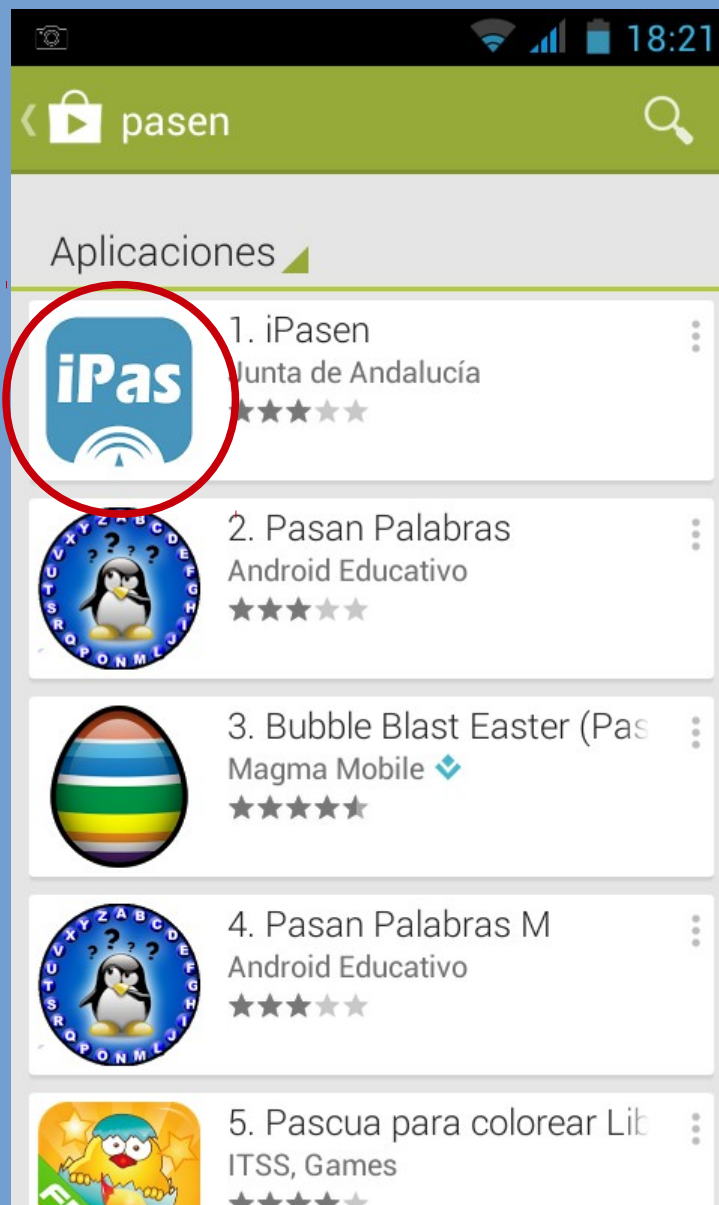 18:21
pasen
Aplicaciones
iPas
1. iPasen
Junta de Andalucía
2. Pasan Palabras
Android Educativo
3. Bubble Blast Easter (Pas
Magma Mobile
4. Pasan Palabras M
Android Educativo
5. Pascua para colorear Lib
ITSS, Games